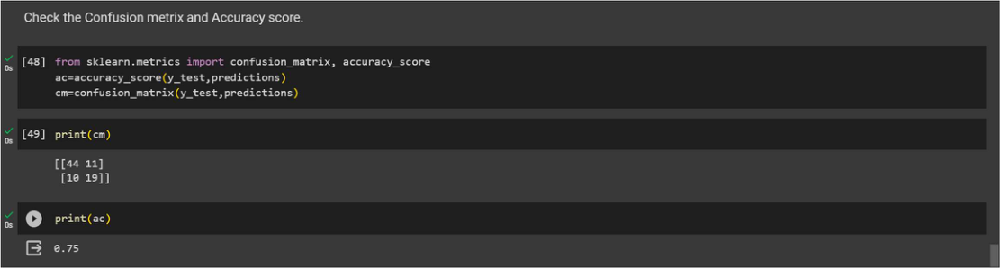 Check the Confusion metrix and Accuracy score.
0s
[48] from sklearn.metrics import confusion_matrix, accuracy_score
ac=accuracy_score(y_test,predictions)
cm=confusion_matrix(y_test,predictions)
0s
[49] print(cm)
[[44 11]
[10 19]]
0s
print(ac)
0.75